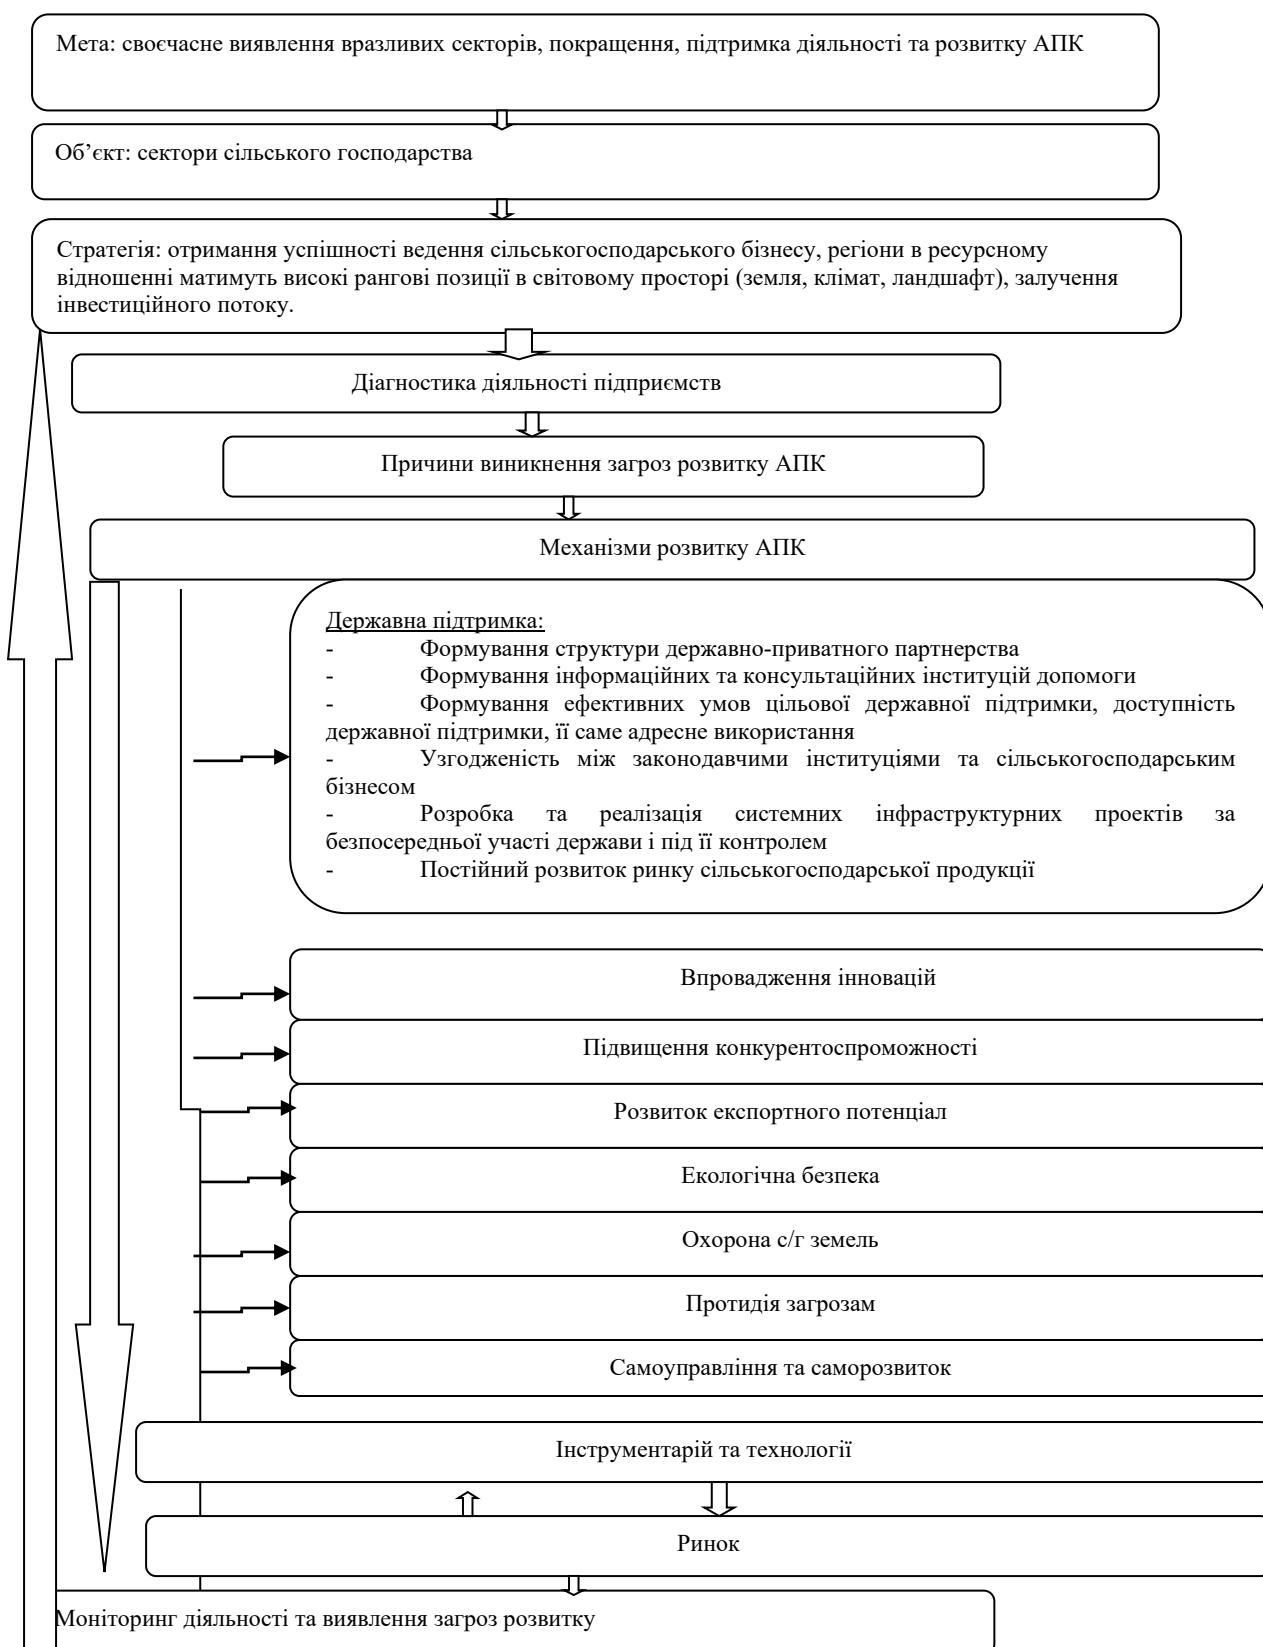 Мета: своєчасне виявлення вразливих секторів, покращення, підтримка діяльності та розвитку АПК
Об’єкт: сектори сільського господарства
Стратегія: отримання успішності ведення сільськогосподарського бізнесу, регіони в ресурсному
відношенні матимуть високі рангові позиції в світовому просторі (земля, клімат, ландшафт), залучення
інвестиційного потоку.
Діагностика діяльності підприємств
Причини виникнення загроз розвитку АПК
Механізми розвитку АПК
Державна підтримка:
- Формування структури державно-приватного партнерства
- Формування інформаційних та консультаційних інституцій допомоги
- Формування ефективних умов цільової державної підтримки, доступність
державної підтримки, її саме адресне використання
- Узгодженість між законодавчими інституціями та сільськогосподарським
бізнесом
- Розробка та реалізація системних інфраструктурних проектів за
безпосередньої участі держави і під її контролем
- Постійний розвиток ринку сільськогосподарської продукції
Впровадження інновацій
Підвищення конкурентоспроможності
Розвиток експортного потенціал
Екологічна безпека
Охорона с/г земель
Протидія загрозам
Самоуправління та саморозвиток
Інструментарій та технології
Ринок
Моніторинг діяльності та виявлення загроз розвитку